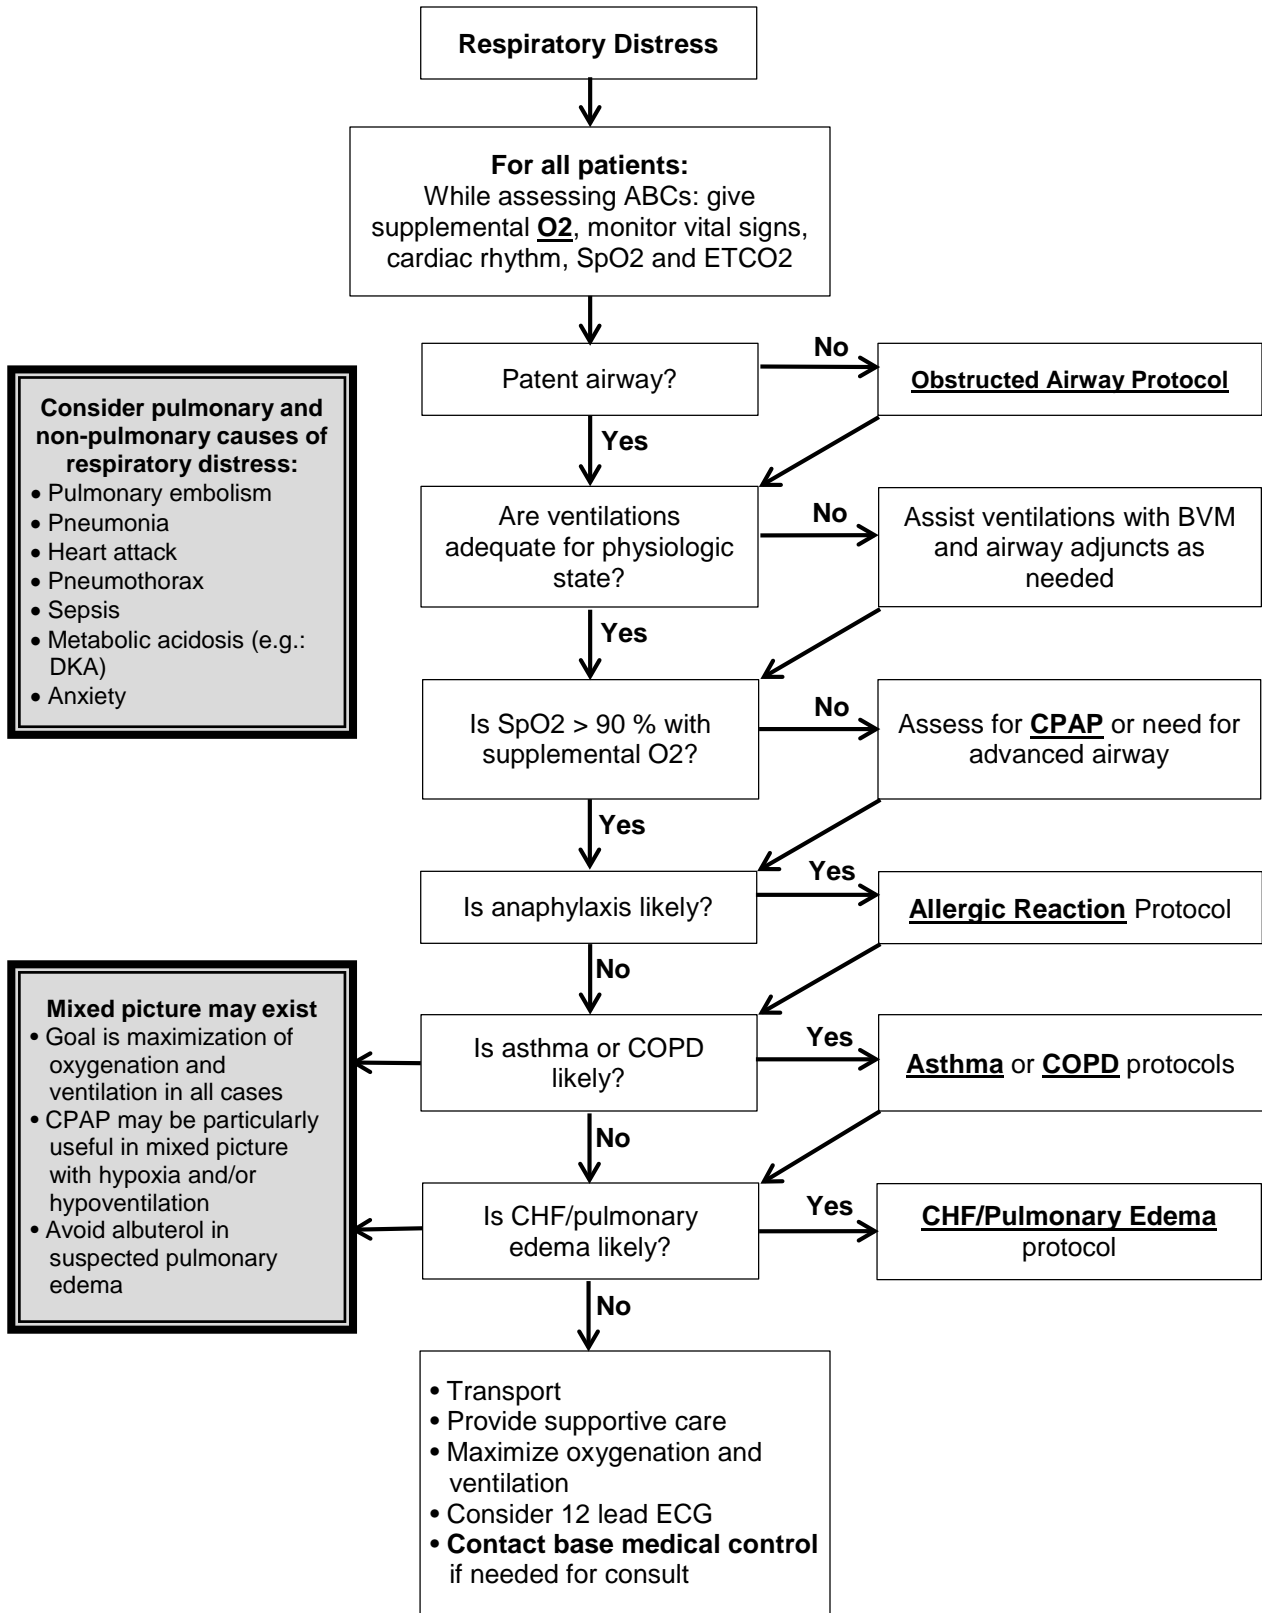 Respiratory Distress
For all patients:
While assessing ABCs: give
supplemental O2, monitor vital signs,
cardiac rhythm, SpO2 and ETCO2
Patent airway?
No
Obstructed Airway Protocol
Yes
Consider pulmonary and
non-pulmonary causes of
respiratory distress:
• Pulmonary embolism
• Pneumonia
• Heart attack
• Pneumothorax
• Sepsis
• Metabolic acidosis (e.g.:
DKA)
• Anxiety
Are ventilations
adequate for physiologic
state?
No
Assist ventilations with BVM
and airway adjuncts as
needed
Yes
Is SpO2 > 90 % with
supplemental O2?
No
Assess for CPAP or need for
advanced airway
Yes
Is anaphylaxis likely?
Yes
Allergic Reaction Protocol
No
Mixed picture may exist
• Goal is maximization of
oxygenation and
ventilation in all cases
• CPAP may be particularly
useful in mixed picture
with hypoxia and/or
hypoventilation
• Avoid albuterol in
suspected pulmonary
edema
Is asthma or COPD
likely?
Yes
Asthma or COPD protocols
No
Is CHF/pulmonary
edema likely?
Yes
CHF/Pulmonary Edema
protocol
No
• Transport
• Provide supportive care
• Maximize oxygenation and
ventilation
• Consider 12 lead ECG
• Contact base medical control
if needed for consult